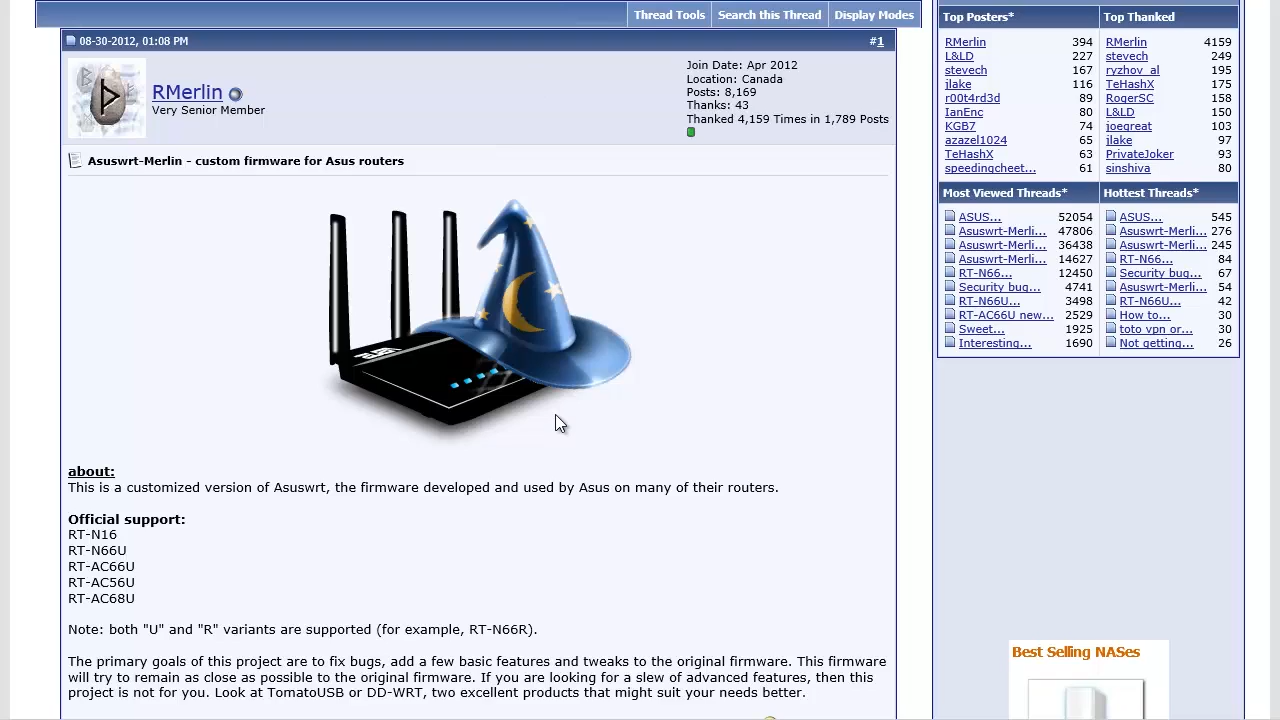 Thread Tools Search this Thread Display Modes
08-30-2012, 01:08 PM #1
RMerlin
Very Senior Member
Join Date: Apr 2012
Location: Canada
Posts: 8,169
Thanks: 43
Thanked 4,159 Times in 1,789 Posts
Asuswrt-Merlin - custom firmware for Asus routers
about:
This is a customized version of Asuswrt, the firmware developed and used by Asus on many of their routers.
Official support:
RT-N16
RT-N66U
RT-AC66U
RT-AC56U
RT-AC68U
Note: both "U" and "R" variants are supported (for example, RT-N66R).
The primary goals of this project are to fix bugs, add a few basic features and tweaks to the original firmware. This firmware
will try to remain as close as possible to the original firmware. If you are looking for a slew of advanced features, then this
project is not for you. Look at TomatoUSB or DD-WRT, two excellent products that might suit your needs better.
Top Posters* Top Thanked
RMerlin 394 RMerlin 4159
L&LD 227 stevech 249
stevech 167 ryzhov_al 195
jlake 116 TeHashX 175
r00t4rd3d 89 RogerSC 158
IanEnc 80 L&LD 150
KGB7 74 joegreat 103
azazel1024 65 jlake 97
TeHashX 63 PrivateJoker 93
speedingcheet... 61 sinshiva 80
Most Viewed Threads* Hottest Threads*
ASUS... 52054 ASUS... 545
Asuswrt-Merli... 47806 Asuswrt-Merli... 276
Asuswrt-Merli... 36438 Asuswrt-Merli... 245
Asuswrt-Merli... 14627 RT-N66... 84
RT-N66... 12450 Security bug... 67
Security bug... 4741 Asuswrt-Merli... 54
RT-N66U... 3498 RT-N66U... 42
RT-AC66U new... 2529 How to... 30
Sweet... 1925 toto vpn or... 30
Interesting... 1690 Not getting... 26
Best Selling NASes